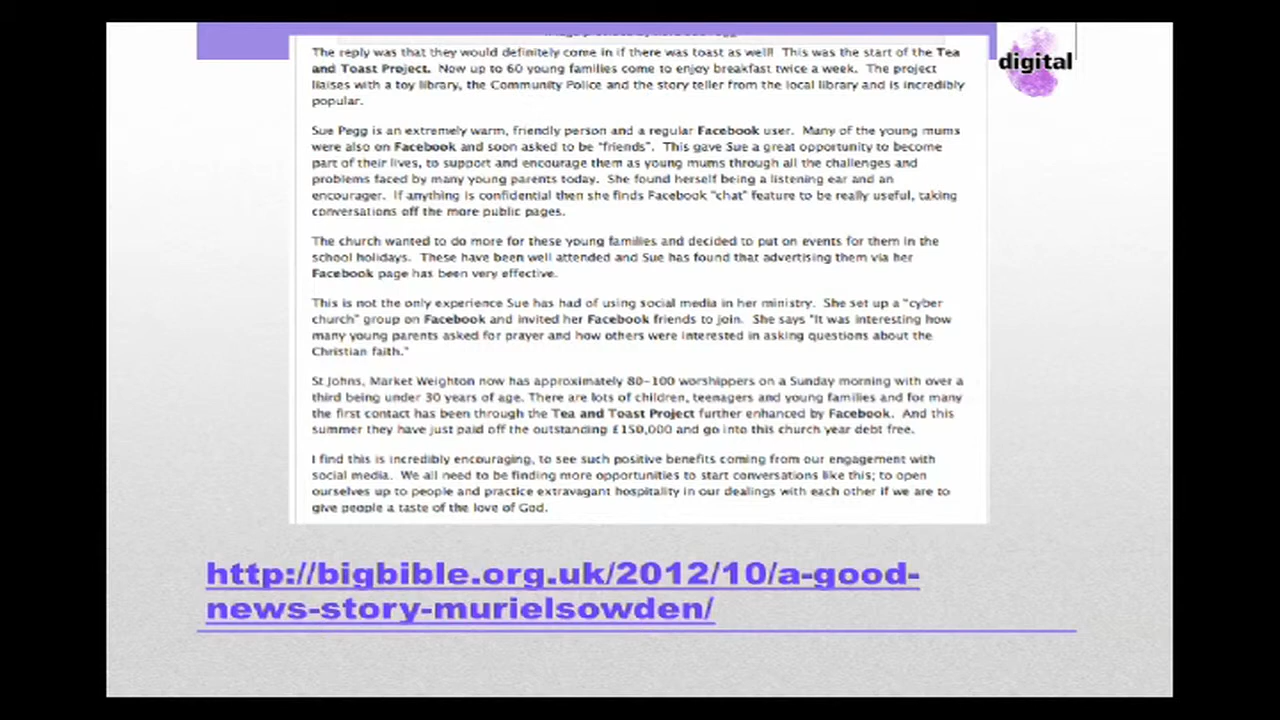 digital
The reply was that they would definitely come in if there was toast as well!  This was the start of the Tea
and Toast Project.  Now up to 60 young families come to enjoy breakfast twice a week.  The project
liaises with a toy library, the Community Police and the story teller from the local library and is incredibly
popular.
Sue Pegg is an extremely warm, friendly person and a regular Facebook user.  Many of the young mums
were also on Facebook and soon asked to be "friends".  This gave Sue a great opportunity to become
part of their lives, to support and encourage them as young mums through all the challenges and
problems faced by many young parents today.  She found herself being a listening ear and an
encourager.  If anything is confidential then she finds Facebook "chat" feature to be really useful, taking
conversations off the more public pages.
The church wanted to do more for these young families and decided to put on events for them in the
school holidays.  These have been well attended and Sue has found that advertising them via her
Facebook page has been very effective.
This is not the only experience Sue has had of using social media in her ministry.  She set up a "cyber
church" group on Facebook and invited her Facebook friends to join.  She says "It was interesting how
many young parents asked for prayer and how others were interested in asking questions about the
Christian faith."
St Johns, Market Weighton now has approximately 80-100 worshippers on a Sunday morning with over a
third being under 30 years of age. There are lots of children, teenagers and young families and for many
the first contact has been through the Tea and Toast Project further enhanced by Facebook.  And this
summer they have just paid off the outstanding £150,000 and go into this church year debt free.
I find this is incredibly encouraging, to see such positive benefits coming from our engagement with
social media.  We all need to be finding more opportunities to start conversations like this; to open
ourselves up to people and practice extravagant hospitality in our dealings with each other if we are to
give people a taste of the love of God.
http://bigbible.org.uk/2012/10/a-good-
news-story-murielsowden/